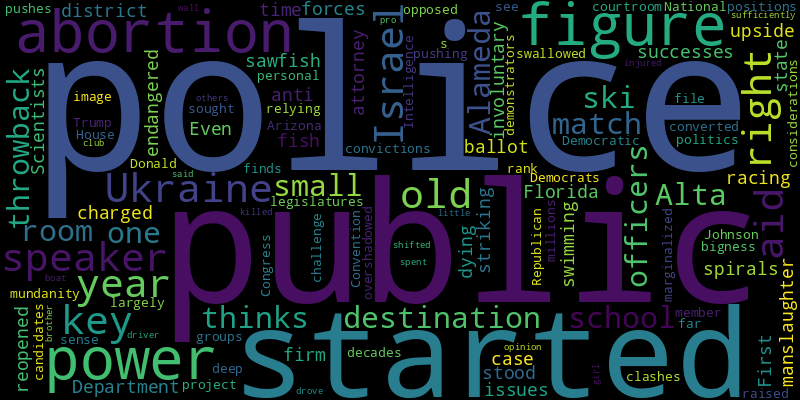 pushes district time forces opposed see courtroom National positions
abortion police figure sufficiently
wall pro upside
sawfish personal attorney Israel Intelligence pushing s Alameda involuntary demonstrators swallowed successes injured
throwback Scientists endangered image anti ski file right state considerations
Trump others sought relying match converted
House Even Arizona Democratic politics
club fish convictions ballot
Donald said finds rank racing
Ukraine small old Democrats Florida officers Alta
charged legislatures public aid
room one killed little Republican millions swimming marginalized Johnson
speaker Congress challenge Convention overshadowed shifted dying striking bigness
boat spent spirals
mundanity year member far manslaughter
largely
reopened candidates key thinks destination school
brother sense driver groups decades started First
power firm opinion case clashes
deep stood girl
Department project drove issues raised